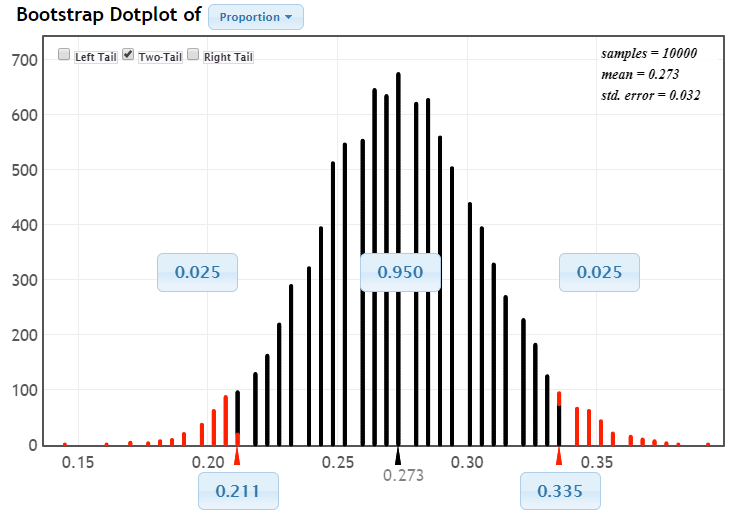 Bootstrap Dotplot of Proportion
Left Tail Two-Tail Right Tail
samples = 10000
mean = 0.273
std. error = 0.032
700
600
500
400
300
200
100
0
0.025 0.950 0.025
0.15 0.20 0.25 0.30 0.35
0.273
0.211 0.335